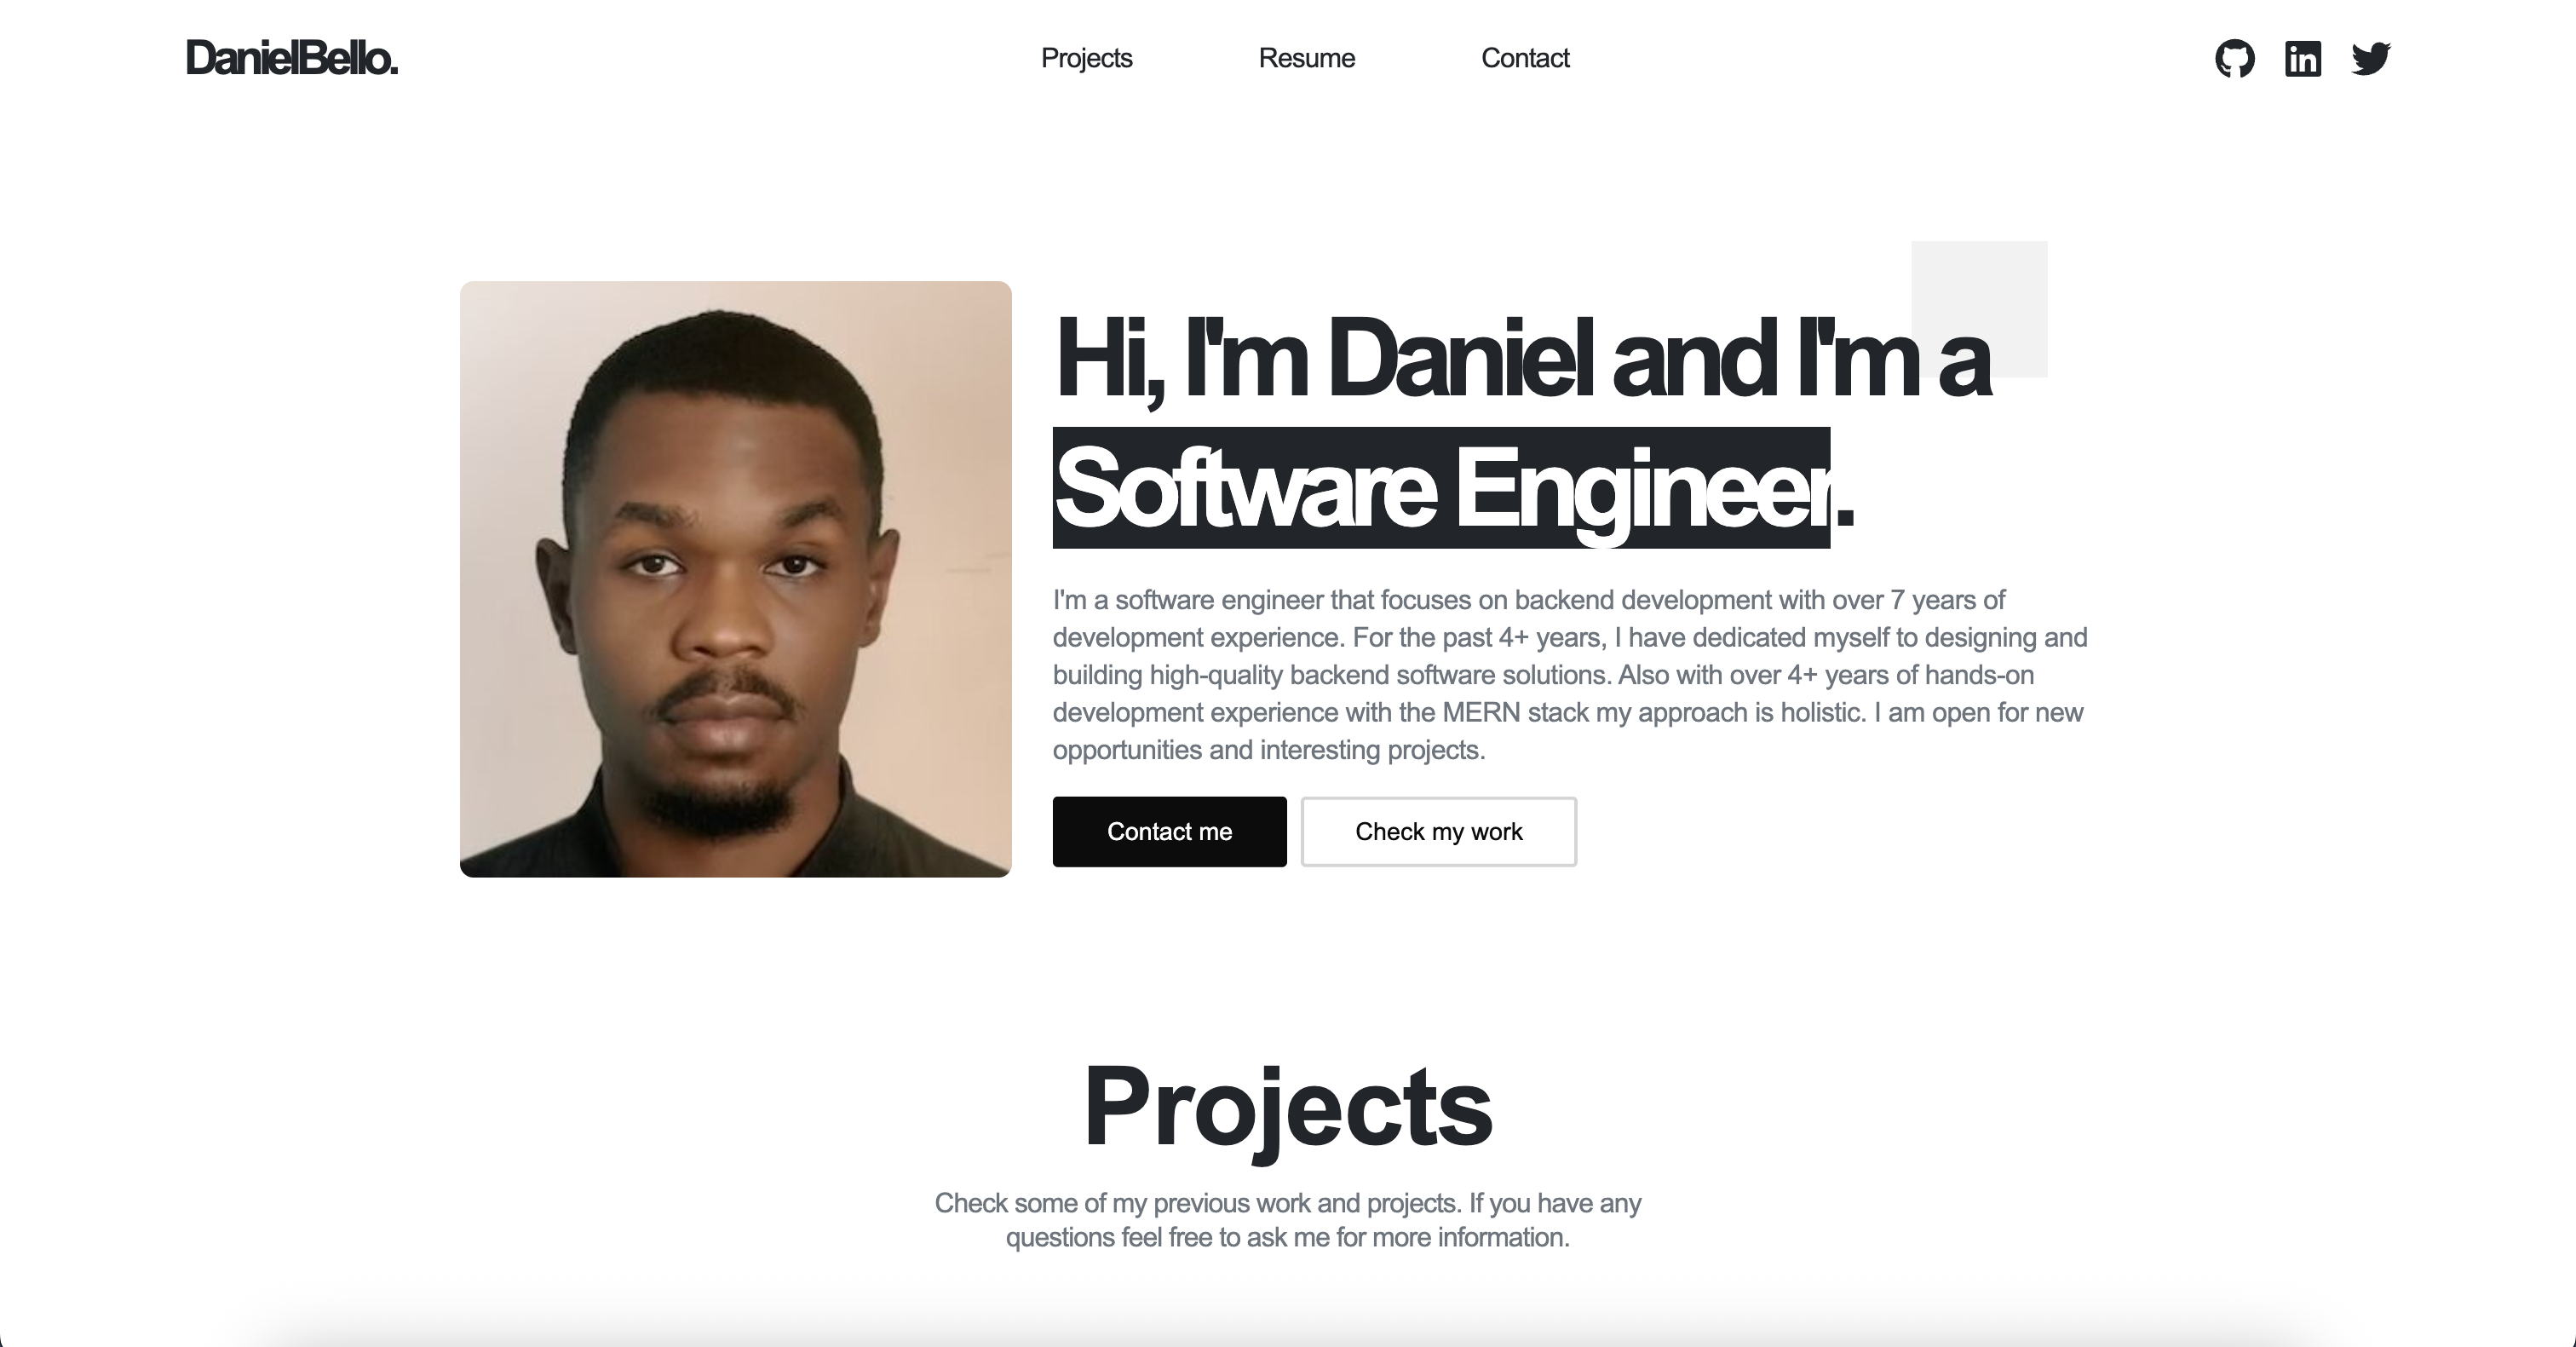 DanielBello.
Projects
Resume
Contact
Hi, I'm Daniel and I'm a
Software Engineer.
I'm a software engineer that focuses on backend development with over 7 years of
development experience. For the past 4+ years, I have dedicated myself to designing and
building high-quality backend software solutions. Also with over 4+ years of hands-on
development experience with the MERN stack my approach is holistic. I am open for new
opportunities and interesting projects.
Contact me
Check my work
Projects
Check some of my previous work and projects. If you have any
questions feel free to ask me for more information.